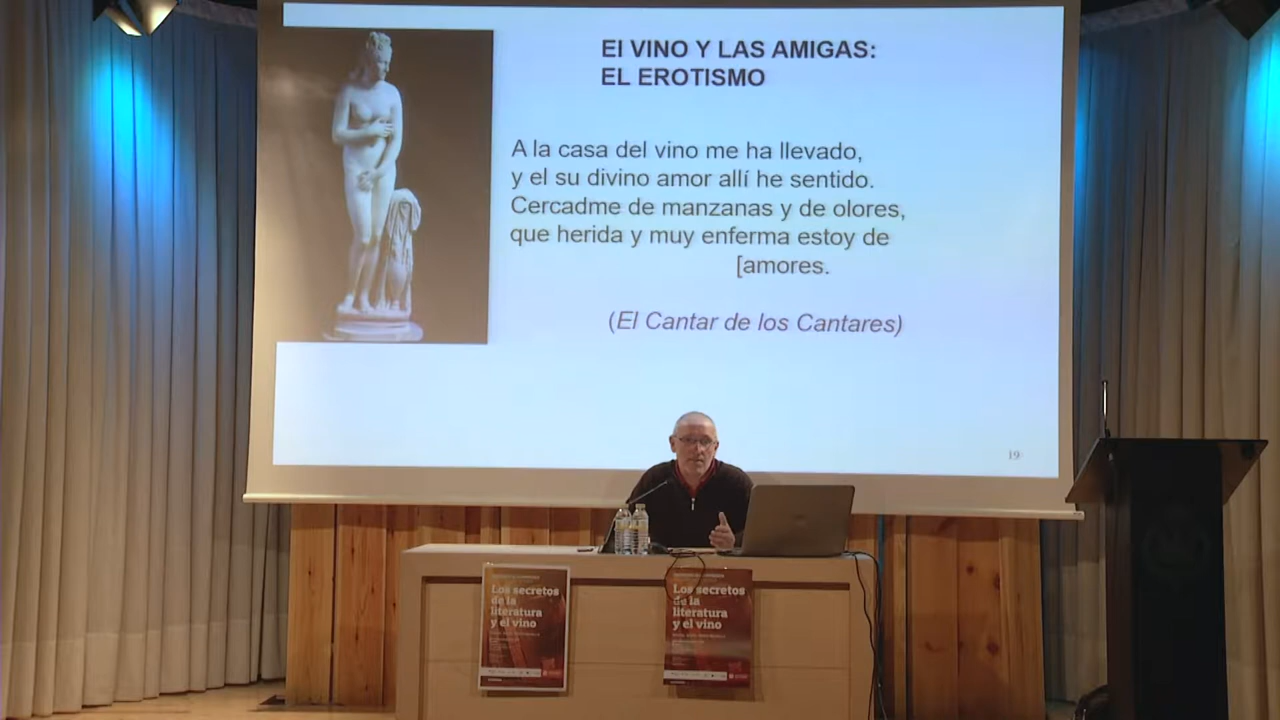 El VINO Y LAS AMIGAS:
EL EROTISMO
A la casa del vino me ha llevado,
y el su divino amor allí he sentido.
Cercadme de manzanas y de olores,
que herida y muy enferma estoy de
[amores.
(El Cantar de los Cantares)
19
Los secretos
de la
literatura
y el vino
Los secretos
de la
literatura
y el vino